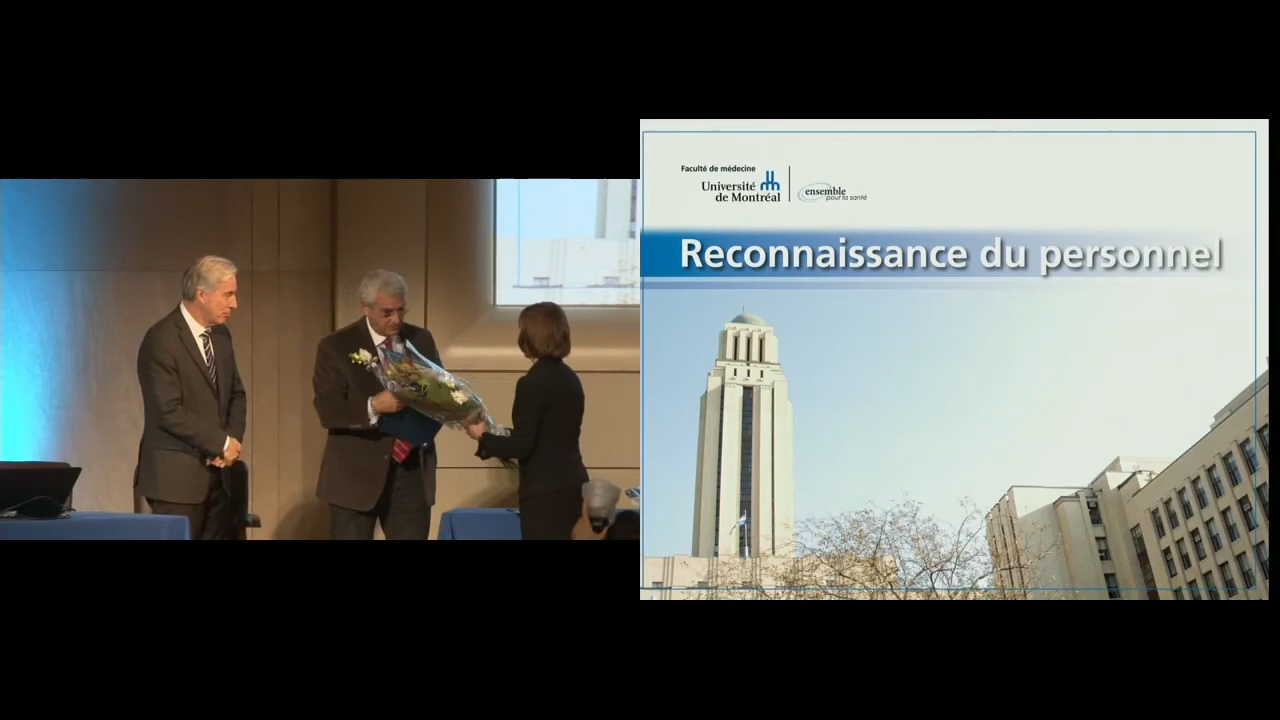 Faculté de médecine
Université
de Montréal
ensemble
pour la santé
Reconnaissance du personnel